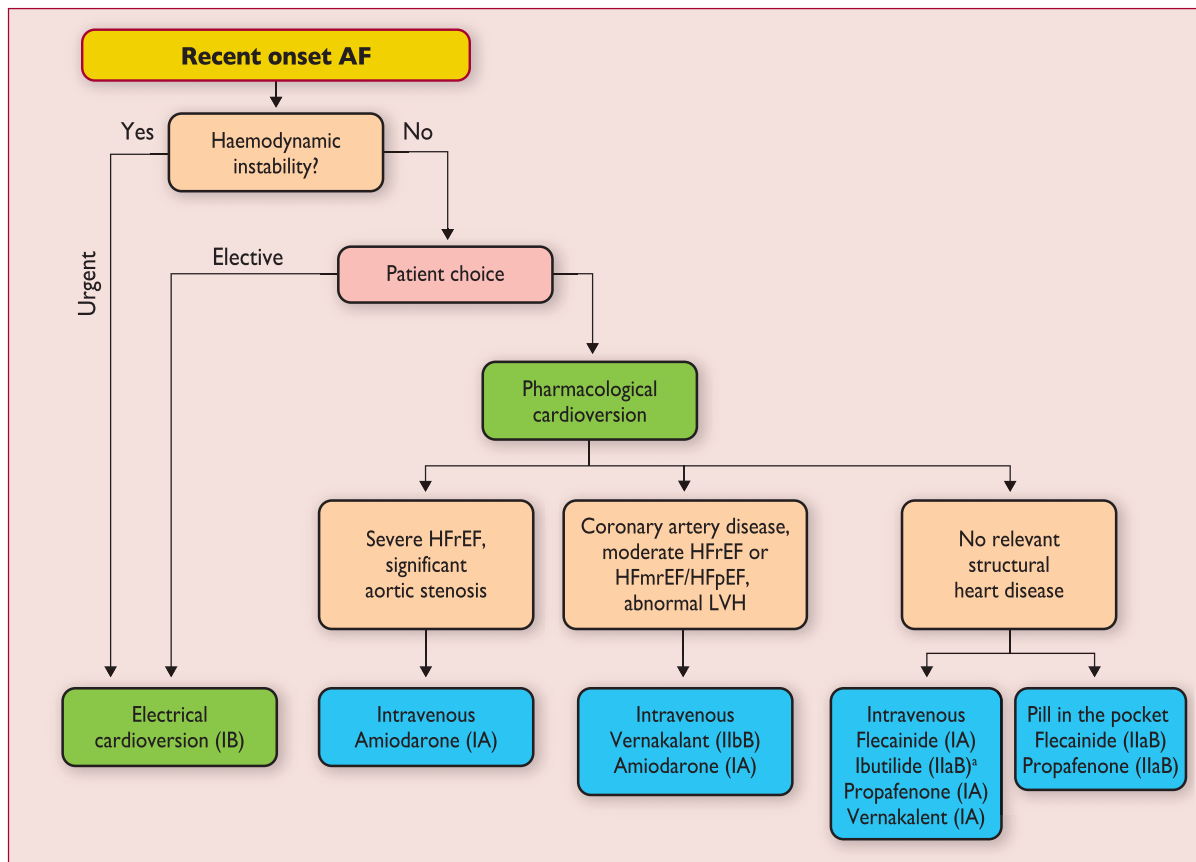 Recent onset AF
Yes
No
Haemodynamic
instability?
Urgent
Elective
Patient choice
Pharmacological
cardioversion
Severe HFrEF,
significant
aortic stenosis
Coronary artery disease,
moderate HFrEF or
HFmrEF/HFpEF,
abnormal LVH
No relevant
structural
heart disease
Electrical
cardioversion (IB)
Intravenous
Amiodarone (IA)
Intravenous
Vernakalant (IIbB)
Amiodarone (IA)
Intravenous
Flecainide (IA)
Ibutilide (IIaB)ᵃ
Propafenone (IA)
Vernakalent (IA)
Pill in the pocket
Flecainide (IIaB)
Propafenone (IIaB)